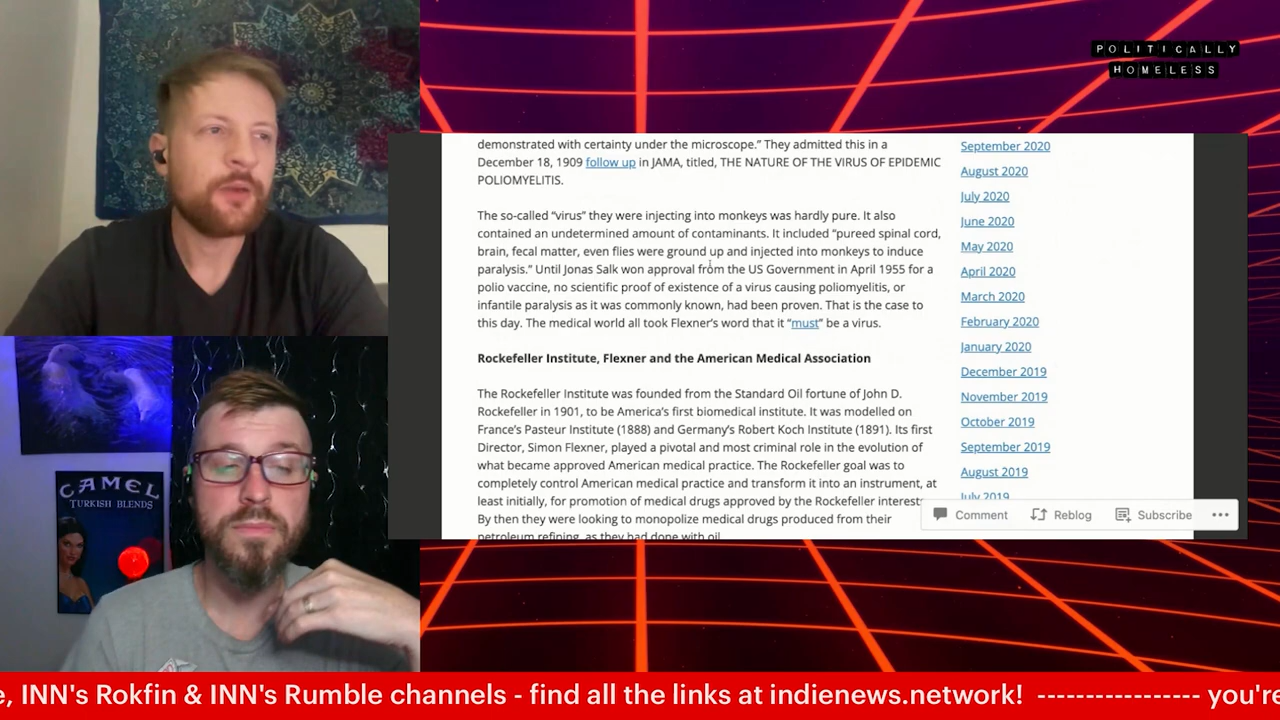 POLITICALLY
HOMELESS
demonstrated with certainty under the microscope.” They admitted this in a
December 18, 1909 follow up in JAMA, titled, THE NATURE OF THE VIRUS OF EPIDEMIC
POLIOMYELITIS.
The so-called “virus” they were injecting into monkeys was hardly pure. It also
contained an undetermined amount of contaminants. It included “pureed spinal cord,
brain, fecal matter, even flies were ground up and injected into monkeys to induce
paralysis.” Until Jonas Salk won approval from the US Government in April 1955 for a
polio vaccine, no scientific proof of existence of a virus causing poliomyelitis, or
infantile paralysis as it was commonly known, had been proven. That is the case to
this day. The medical world all took Flexner’s word that it “must” be a virus.
Rockefeller Institute, Flexner and the American Medical Association
The Rockefeller Institute was founded from the Standard Oil fortune of John D.
Rockefeller in 1901, to be America’s first biomedical institute. It was modelled on
France’s Pasteur Institute (1888) and Germany’s Robert Koch Institute (1891). Its first
Director, Simon Flexner, played a pivotal and most criminal role in the evolution of
what became approved American medical practice. The Rockefeller goal was to
completely control American medical practice and transform it into an instrument, at
least initially, for promotion of medical drugs approved by the Rockefeller interests.
By then they were looking to monopolize medical drugs produced from their
petroleum refining, as they had done with oil.
September 2020
August 2020
July 2020
June 2020
May 2020
April 2020
March 2020
February 2020
January 2020
December 2019
November 2019
October 2019
September 2019
August 2019
July 2019
Comment Reblog Subscribe
CAMEL
TURKISH BLENDS
e, INN's Rokfin & INN's Rumble channels - find all the links at indienews.network! ----------------- you're